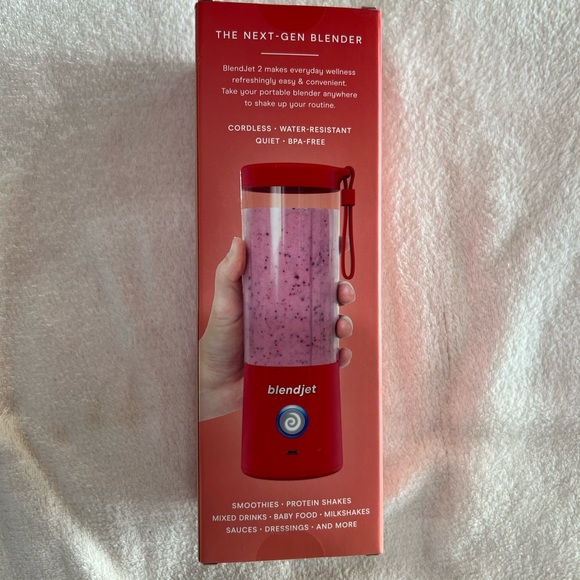 THE NEXT-GEN BLENDER
BlendJet 2 makes everyday wellness
refreshingly easy & convenient.
Take your portable blender anywhere
to shake up your routine.
CORDLESS · WATER-RESISTANT
QUIET · BPA-FREE
blendjet
SMOOTHIES · PROTEIN SHAKES
MIXED DRINKS · BABY FOOD · MILKSHAKES
SAUCES · DRESSINGS · AND MORE